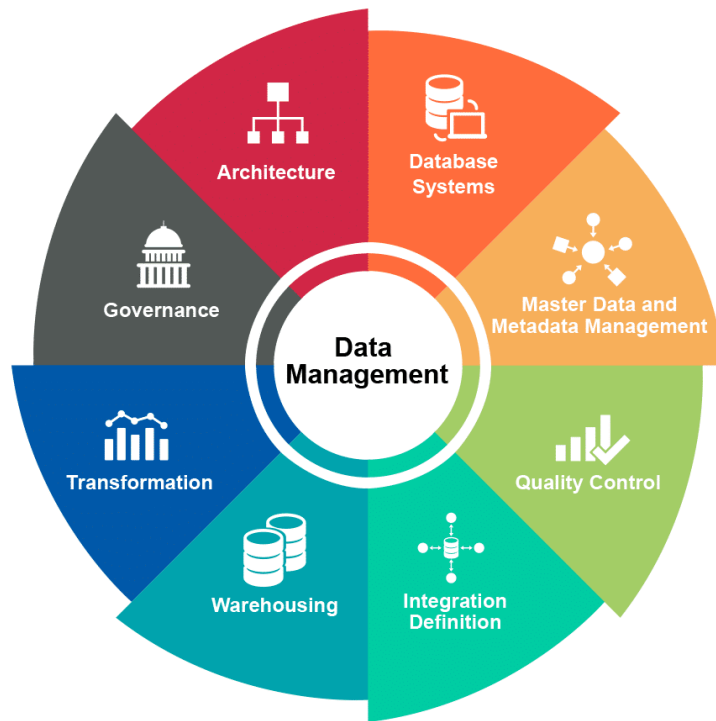 Data
Management
Architecture
Database
Systems
Master Data and
Metadata Management
Quality Control
Integration
Definition
Warehousing
Transformation
Governance